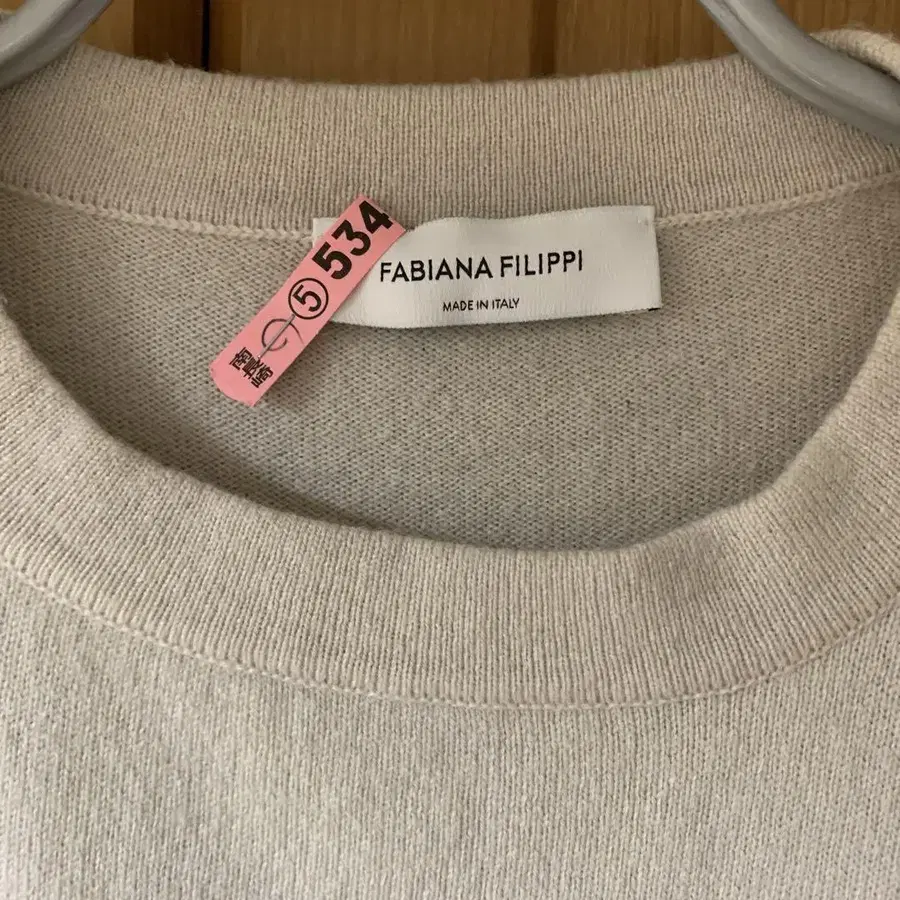 FABIANA FILIPPI
MADE IN ITALY
⑤ 534